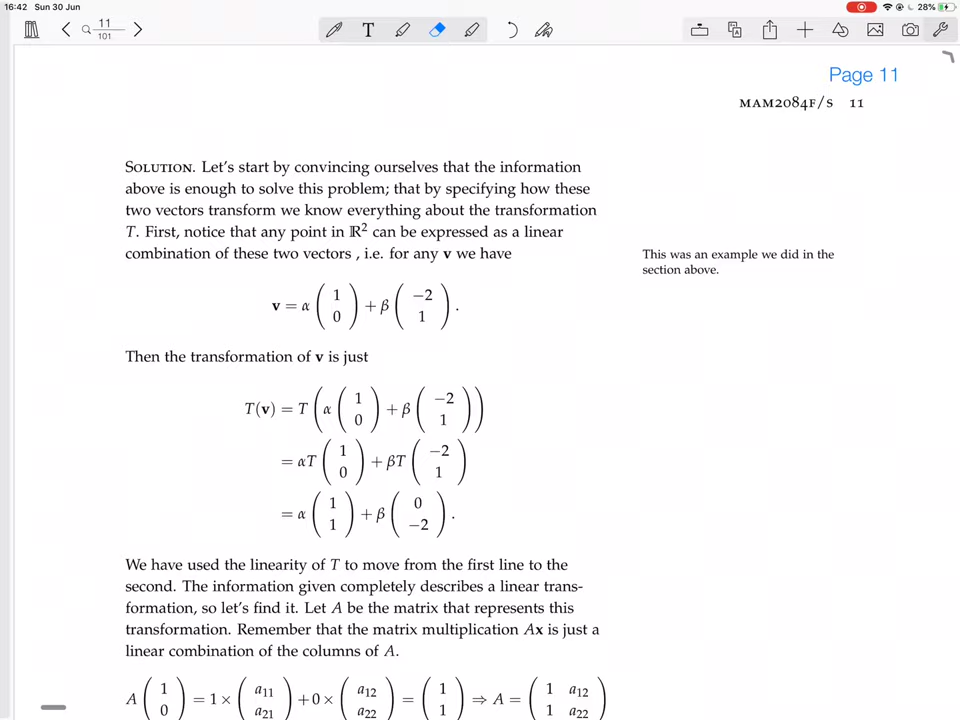 16:42 Sun 30 Jun 28%
11
101
T
Page 11
MAM2084F/S 11
SOLUTION. Let's start by convincing ourselves that the information
above is enough to solve this problem; that by specifying how these
two vectors transform we know everything about the transformation
T. First, notice that any point in ℝ² can be expressed as a linear
combination of these two vectors , i.e. for any v we have
This was an example we did in the
section above.
v = α ( 1 0 ) + β ( −2 1 ) .
Then the transformation of v is just
T(v) = T ( α ( 1 0 ) + β ( −2 1 ) )
= αT ( 1 0 ) + βT ( −2 1 )
= α ( 1 1 ) + β ( 0 −2 ) .
We have used the linearity of T to move from the first line to the
second. The information given completely describes a linear trans-
formation, so let's find it. Let A be the matrix that represents this
transformation. Remember that the matrix multiplication Ax is just a
linear combination of the columns of A.
A ( 1 0 ) = 1 × ( a₁₁ a₂₁ ) + 0 × ( a₁₂ a₂₂ ) = ( 1 1 ) ⇒ A = ( 1 a₁₂ 1 a₂₂ )